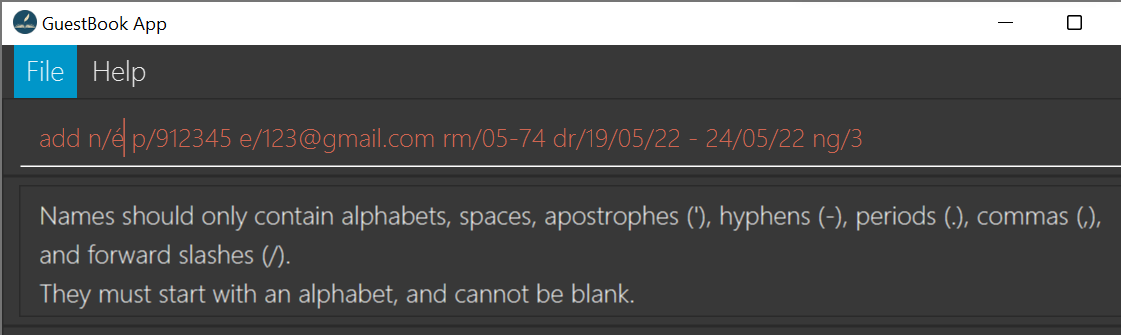 GuestBook App
File Help
add n/é p/912345 e/123@gmail.com rm/05-74 dr/19/05/22 - 24/05/22 ng/3
Names should only contain alphabets, spaces, apostrophes ('), hyphens (-), periods (.), commas (,),
and forward slashes (/).
They must start with an alphabet, and cannot be blank.